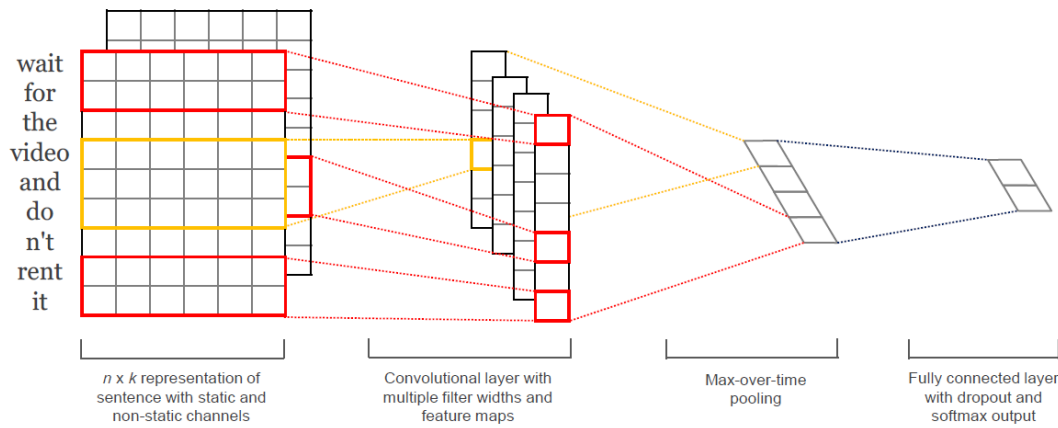 wait
for
the
video
and
do
n't
rent
it
n x k representation of
sentence with static and
non-static channels
Convolutional layer with
multiple filter widths and
feature maps
Max-over-time
pooling
Fully connected layer
with dropout and
softmax output